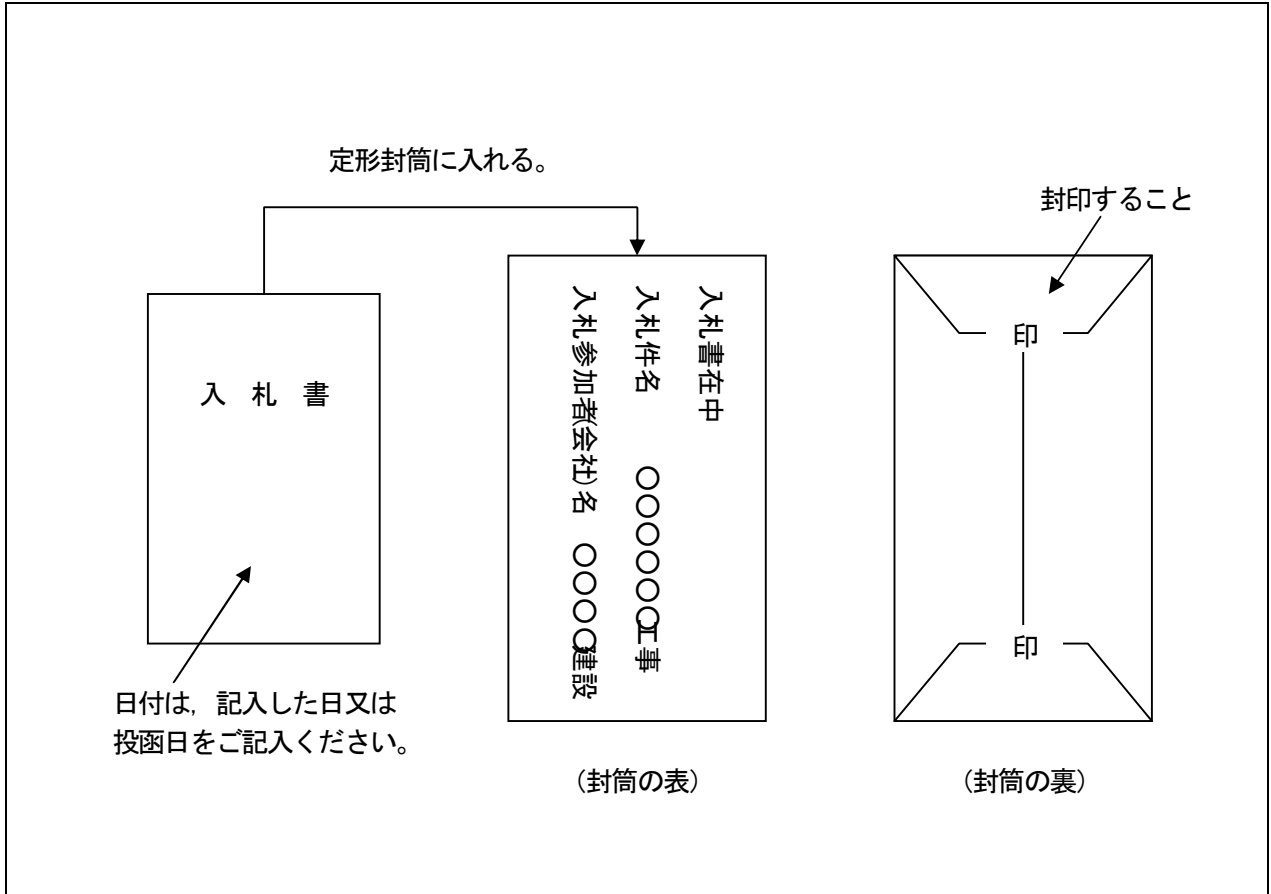 定形封筒に入れる。
封印すること
入札書在中
入札件名　〇〇〇〇〇〇工事
入札参加者(会社)名　〇〇〇〇建設
印
入　札　書
印
日付は，記入した日又は
投函日をご記入ください。
（封筒の表）
（封筒の裏）